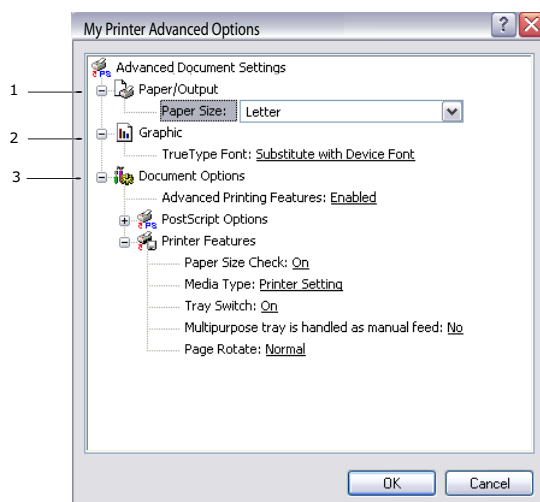 My Printer Advanced Options
?
Advanced Document Settings
1
Paper/Output
Paper Size: Letter
2
Graphic
TrueType Font: Substitute with Device Font
3
Document Options
Advanced Printing Features: Enabled
PostScript Options
Printer Features
Paper Size Check: On
Media Type: Printer Setting
Tray Switch: On
Multipurpose tray is handled as manual feed: No
Page Rotate: Normal
OK Cancel